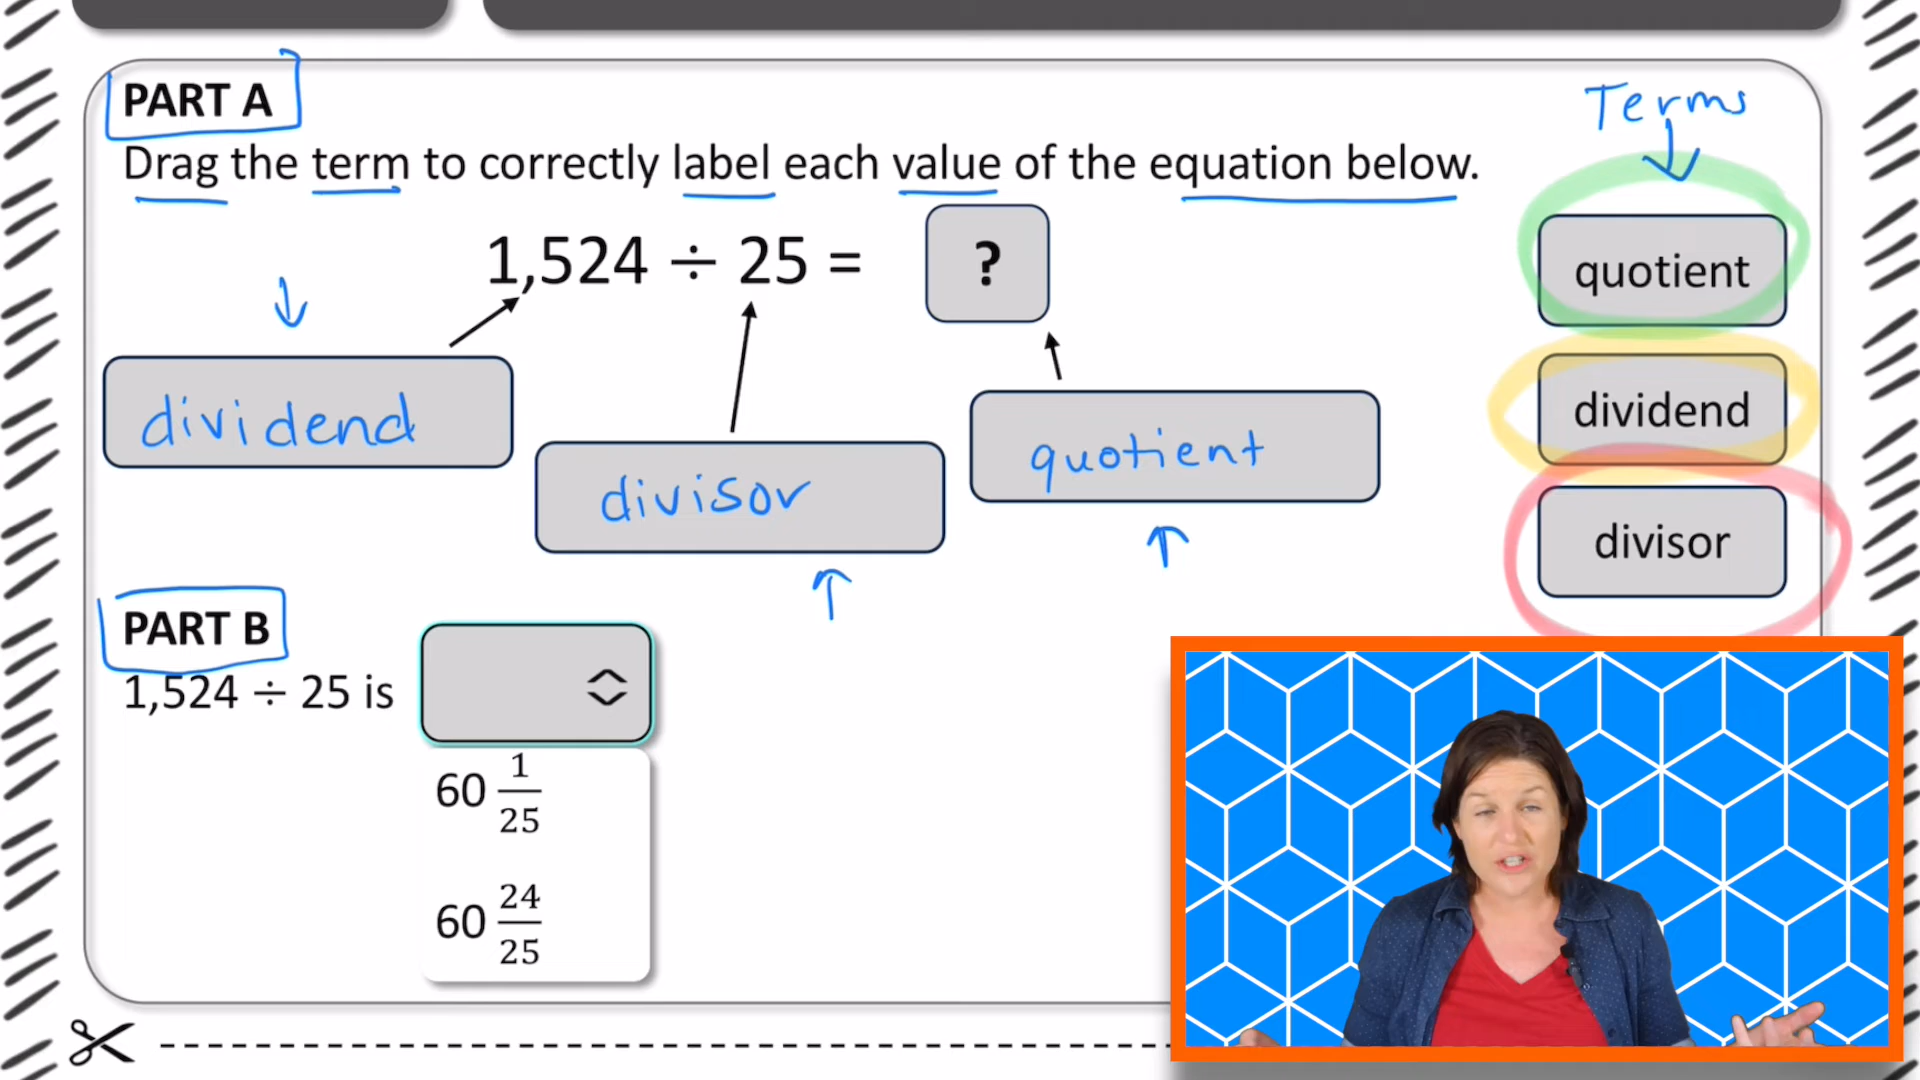 PART A
Terms
Drag the term to correctly label each value of the equation below.
1,524 ÷ 25 = ?
quotient
dividend
divisor
dividend
divisor
quotient
PART B
1,524 ÷ 25 is
60 1/25
60 24/25